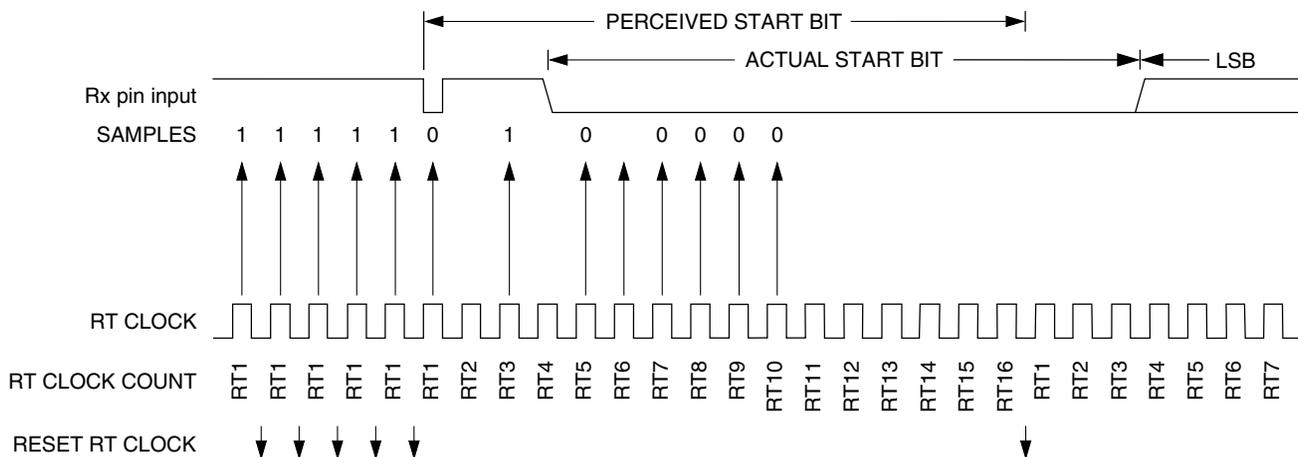 PERCEIVED START BIT
ACTUAL START BIT LSB
Rx pin input
SAMPLES 1 1 1 1 1 0 1 0 0 0 0 0
RT CLOCK
RT CLOCK COUNT RT1 RT1 RT1 RT1 RT1 RT1 RT2 RT3 RT4 RT5 RT6 RT7 RT8 RT9 RT10 RT11 RT12 RT13 RT14 RT15 RT16 RT1 RT2 RT3 RT4 RT5 RT6 RT7
RESET RT CLOCK